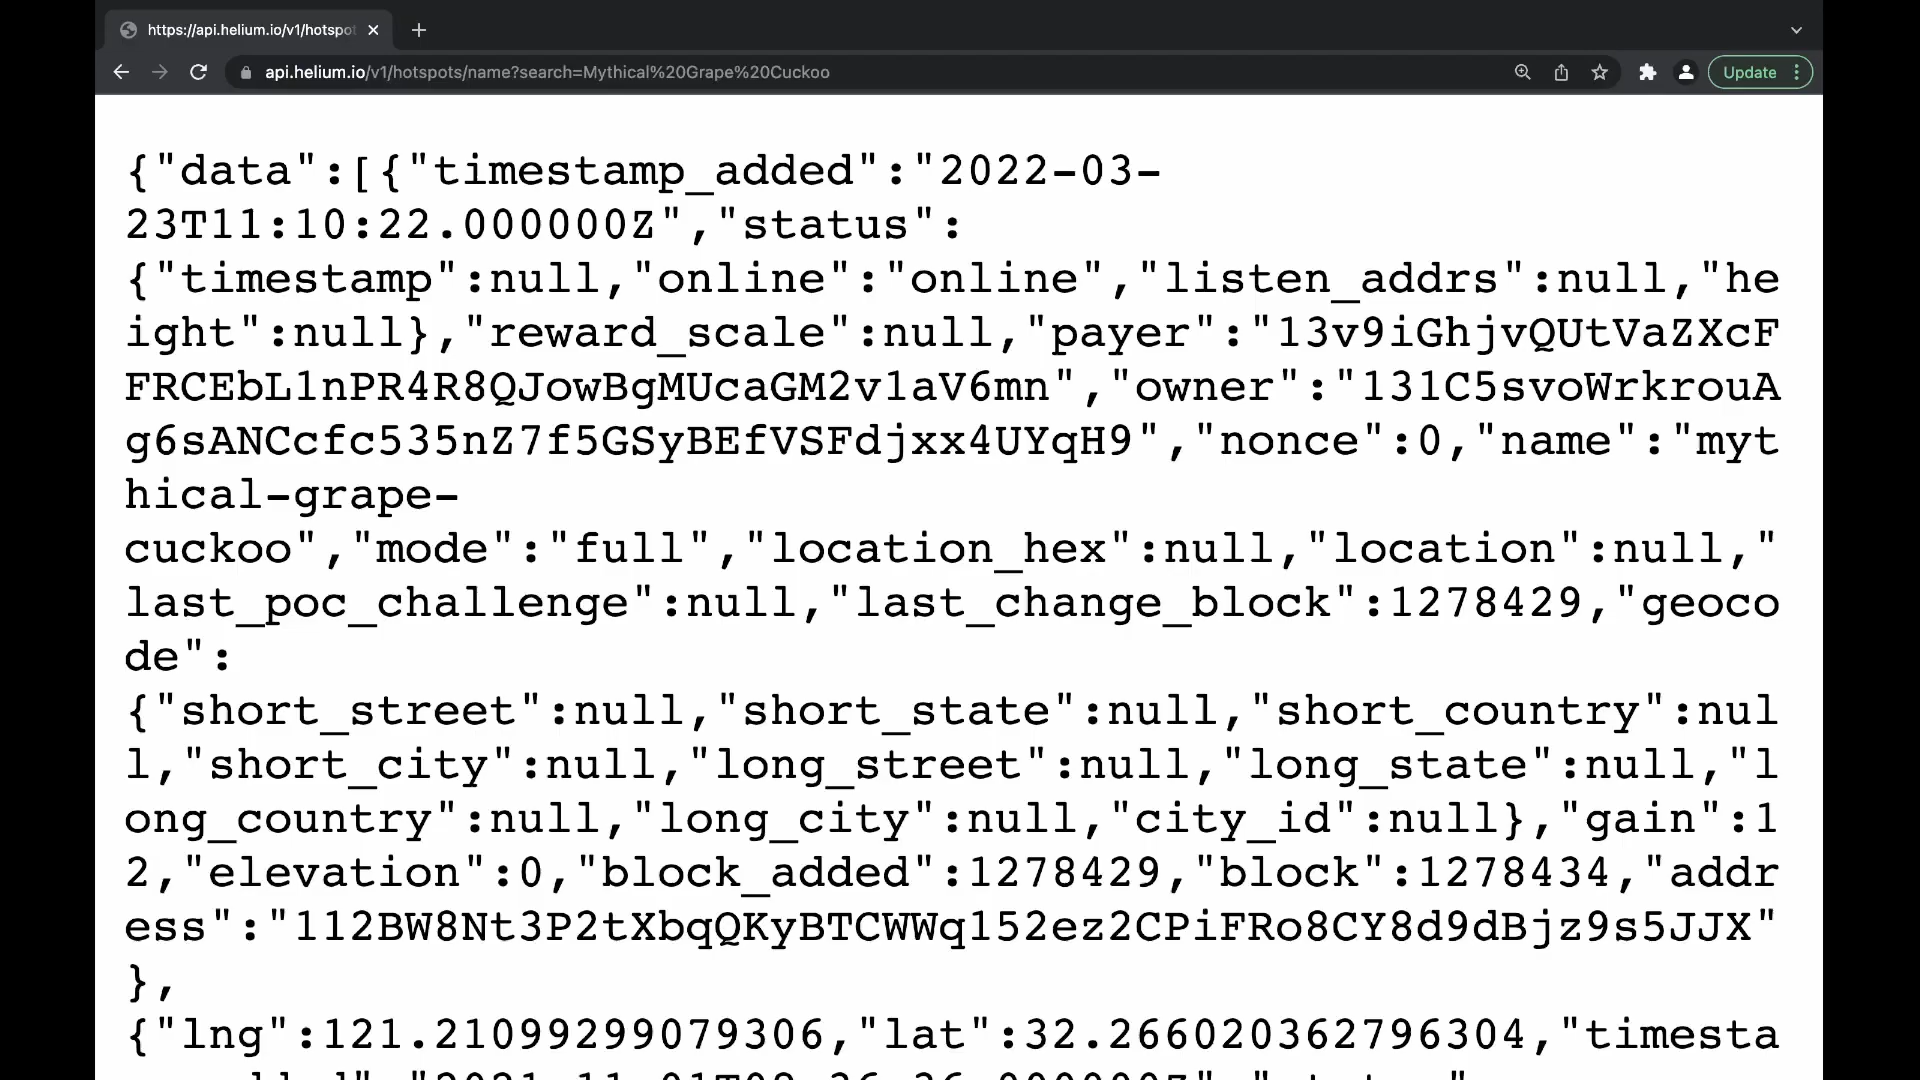 https://api.helium.io/v1/hotspot
Update
api.helium.io/v1/hotspots/name?search=Mythical%20Grape%20Cuckoo
{"data":[{"timestamp_added":"2022-03-
23T11:10:22.000000Z","status":
{"timestamp":null,"online":"online","listen_addrs":null,"he
ight":null},"reward_scale":null,"payer":"13v9iGhjvQUtVaZXcF
FRCEbL1nPR4R8QJowBgMUcaGM2v1aV6mn","owner":"131C5svoWrkrouA
g6sANCcfc535nZ7f5GSyBEfVSFdjxx4UYqH9","nonce":0,"name":"myt
hical-grape-
cuckoo","mode":"full","location_hex":null,"location":null,"
last_poc_challenge":null,"last_change_block":1278429,"geoco
de":
{"short_street":null,"short_state":null,"short_country":nul
l,"short_city":null,"long_street":null,"long_state":null,"l
ong_country":null,"long_city":null,"city_id":null},"gain":1
2,"elevation":0,"block_added":1278429,"block":1278434,"addr
ess":"112BW8Nt3P2tXbqQKyBTCWWq152ez2CPiFRo8CY8d9dBjz9s5JJX"
},
{"lng":121.21099299079306,"lat":32.266020362796304,"timesta